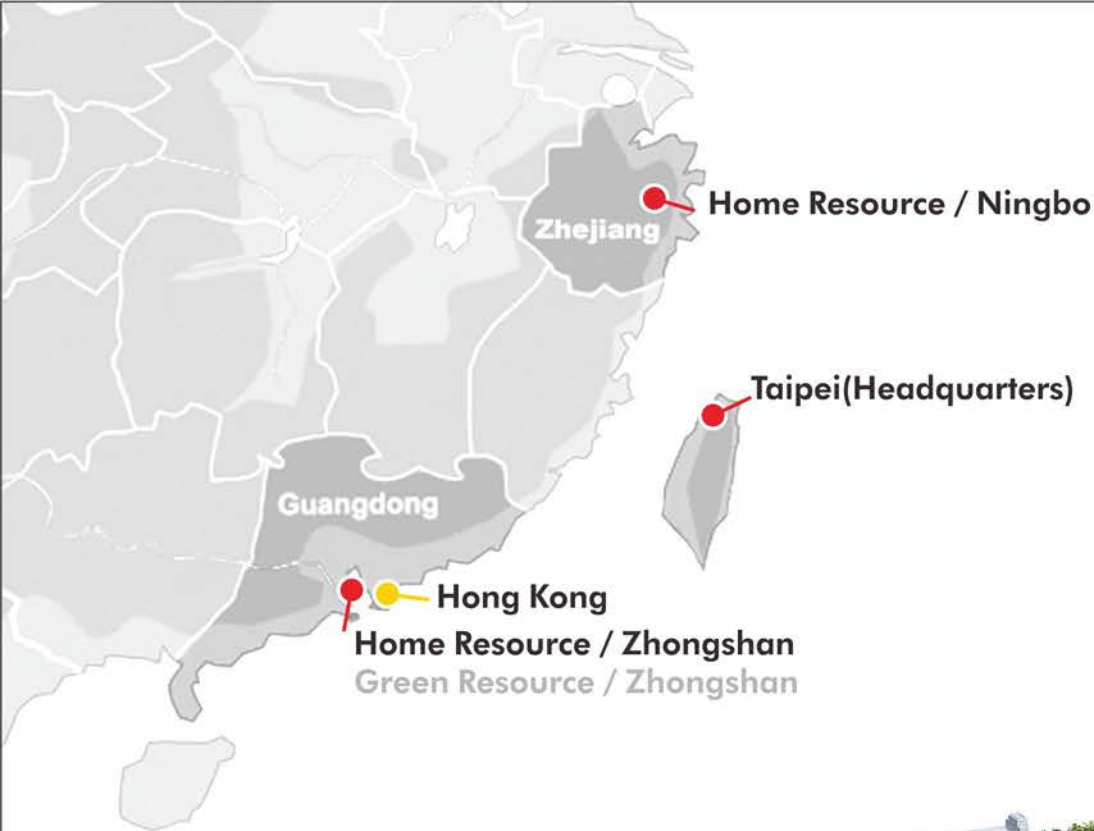 Home Resource / Ningbo
Zhejiang
Taipei(Headquarters)
Guangdong
Hong Kong
Home Resource / Zhongshan
Green Resource / Zhongshan